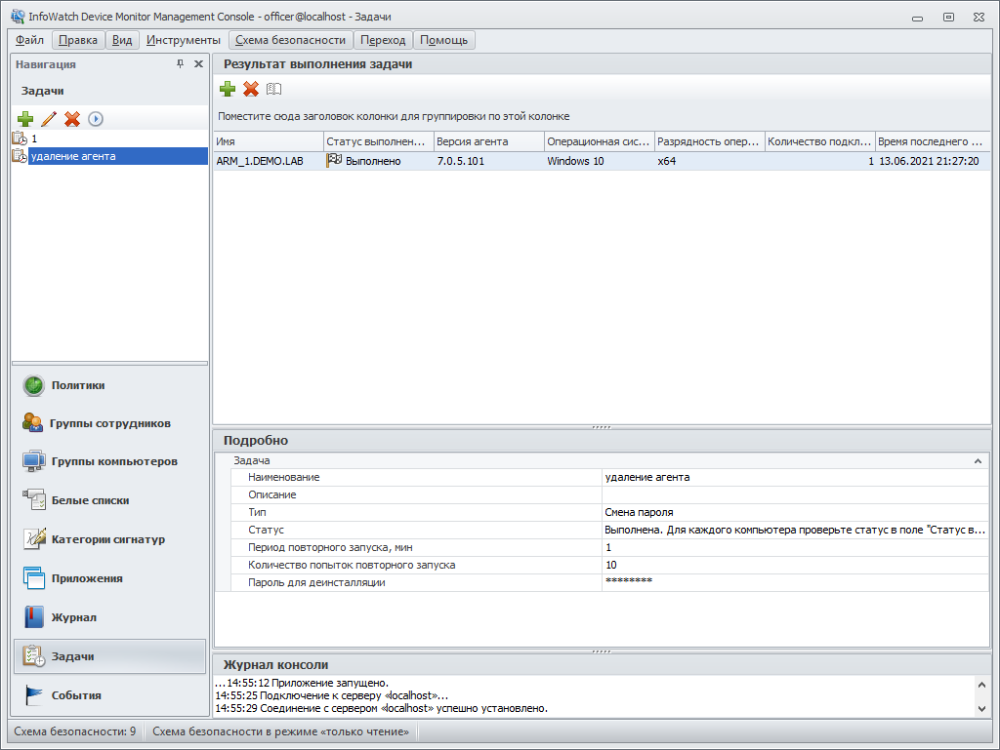 InfoWatch Device Monitor Management Console - officer@localhost - Задачи
Файл Правка Вид Инструменты Схема безопасности Переход Помощь
Навигация
Задачи
1
удаление агента
Политики
Группы сотрудников
Группы компьютеров
Белые списки
Категории сигнатур
Приложения
Журнал
Задачи
События
Результат выполнения задачи
Поместите сюда заголовок колонки для группировки по этой колонке
Имя Статус выполнен... Версия агента Операционная сис... Разрядность опер... Количество подкл... Время последнего ...
ARM_1.DEMO.LAB Выполнено 7.0.5.101 Windows 10 x64 1 13.06.2021 21:27:20
Подробно
Задача
Наименование удаление агента
Описание
Тип Смена пароля
Статус Выполнена. Для каждого компьютера проверьте статус в поле "Статус в...
Период повторного запуска, мин 1
Количество попыток повторного запуска 10
Пароль для деинсталляции ********
Журнал консоли
...14:55:12 Приложение запущено.
14:55:25 Подключение к серверу «localhost»...
14:55:29 Соединение с сервером «localhost» успешно установлено.
Схема безопасности: 9 Схема безопасности в режиме «только чтение»